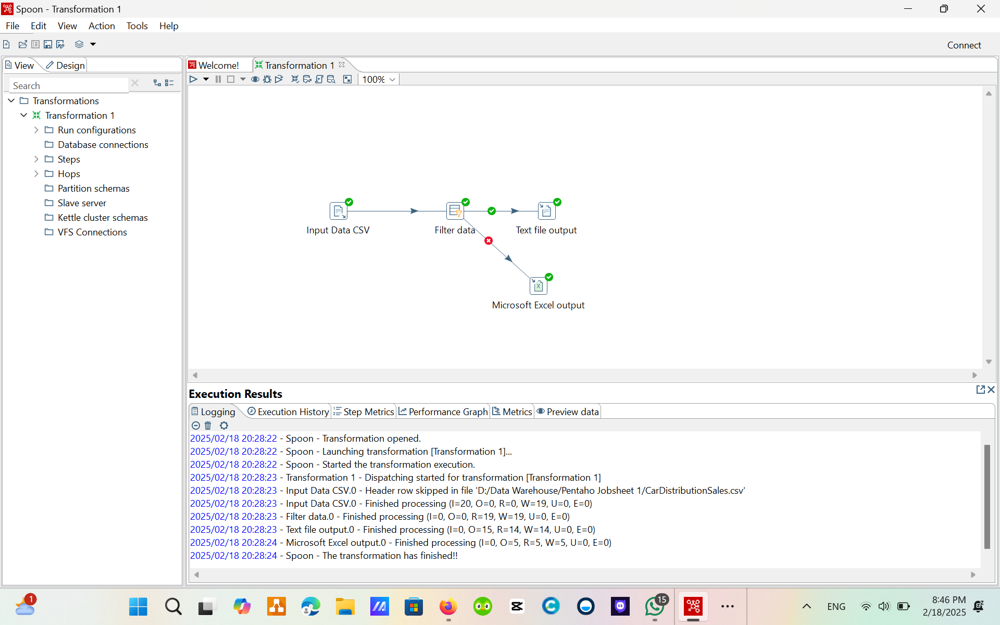 Spoon - Transformation 1
File Edit View Action Tools Help
Connect
View Design
Search
Transformations
Transformation 1
Run configurations
Database connections
Steps
Hops
Partition schemas
Slave server
Kettle cluster schemas
VFS Connections
Welcome! Transformation 1
100%
Input Data CSV Filter data Text file output
Microsoft Excel output
Execution Results
Logging Execution History Step Metrics Performance Graph Metrics Preview data
2025/02/18 20:28:22 - Spoon - Transformation opened.
2025/02/18 20:28:22 - Spoon - Launching transformation [Transformation 1]...
2025/02/18 20:28:22 - Spoon - Started the transformation execution.
2025/02/18 20:28:23 - Transformation 1 - Dispatching started for transformation [Transformation 1]
2025/02/18 20:28:23 - Input Data CSV.0 - Header row skipped in file 'D:/Data Warehouse/Pentaho Jobsheet 1/CarDistributionSales.csv'
2025/02/18 20:28:23 - Input Data CSV.0 - Finished processing (I=20, O=0, R=0, W=19, U=0, E=0)
2025/02/18 20:28:23 - Filter data.0 - Finished processing (I=0, O=0, R=19, W=19, U=0, E=0)
2025/02/18 20:28:23 - Text file output.0 - Finished processing (I=0, O=15, R=14, W=14, U=0, E=0)
2025/02/18 20:28:24 - Microsoft Excel output.0 - Finished processing (I=0, O=5, R=5, W=5, U=0, E=0)
2025/02/18 20:28:24 - Spoon - The transformation has finished!!
1
15
ENG
8:46 PM
2/18/2025